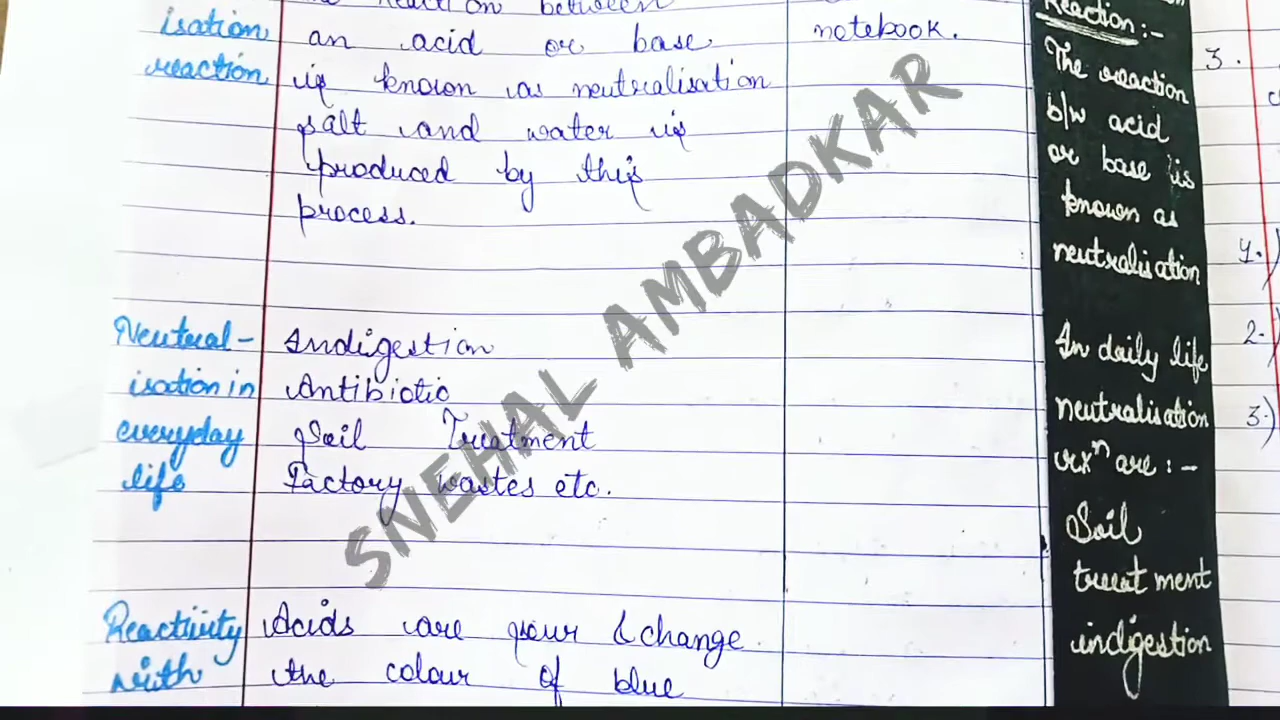 isation
reaction
the reaction between
an acid or base
is known as neutralisation
salt and water is
produced by this
process.
notebook.
Neutral-
isation in
everyday
life
Indigestion
Antibiotic
Soil Treatment
Factory wastes etc.
Reactivity
with
Acids are sour & change
the colour of blue
Reaction:-
The reaction
b/w acid
or base is
known as
neutralisation
In daily life
neutralisation
rxⁿ are :-
Soil
treatment
indigestion
3.
2.
3)
SNEHAL AMBADKAR